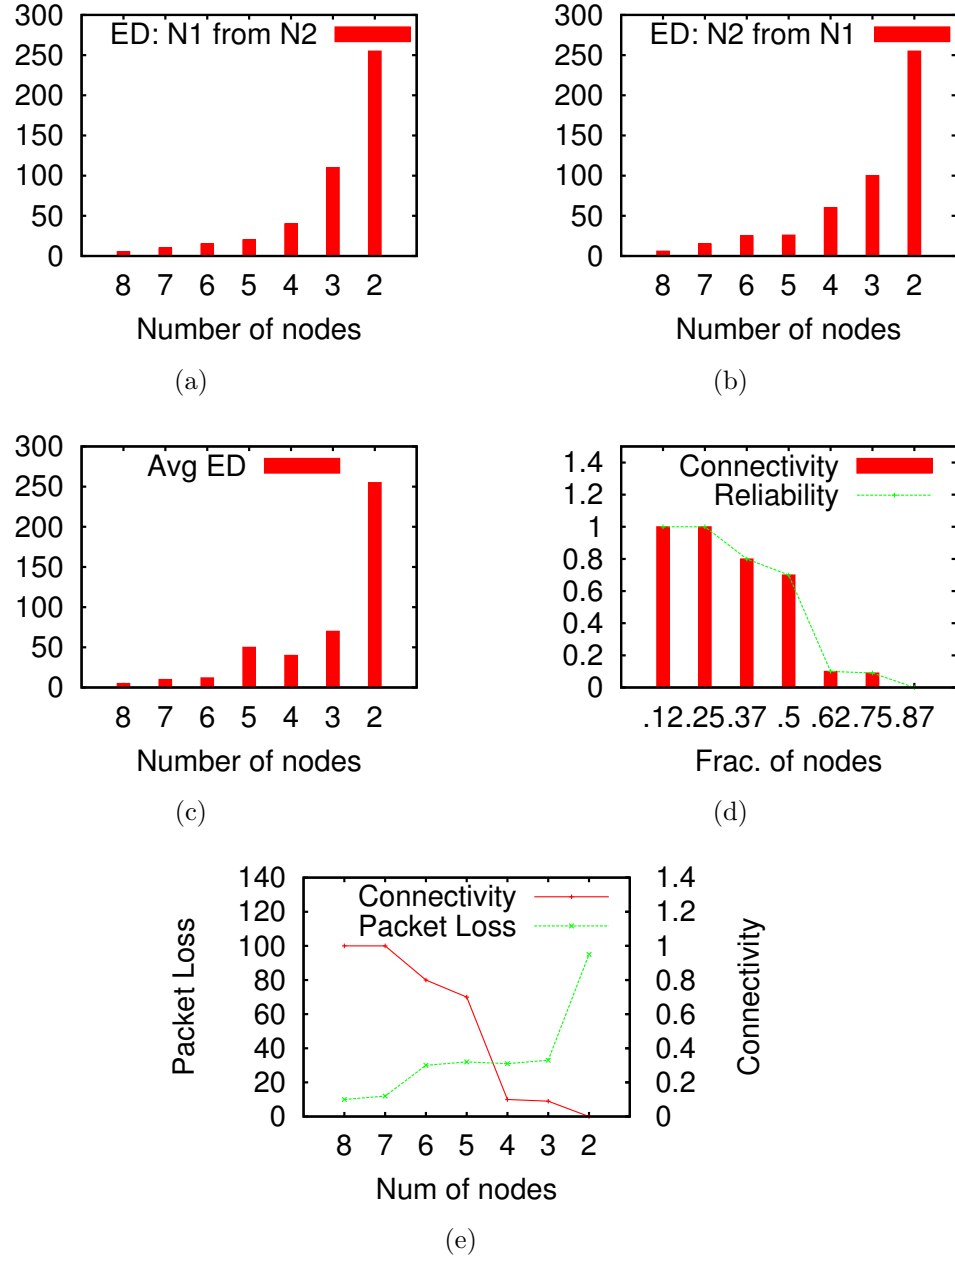 300
250
200
150
100
50
0
ED: N1 from N2
8 7 6 5 4 3 2
Number of nodes
(a)
300
250
200
150
100
50
0
ED: N2 from N1
8 7 6 5 4 3 2
Number of nodes
(b)
300
250
200
150
100
50
0
Avg ED
8 7 6 5 4 3 2
Number of nodes
(c)
1.4
1.2
1
0.8
0.6
0.4
0.2
0
Connectivity
Reliability
.12 .25 .37 .5 .62 .75 .87
Frac. of nodes
(d)
Packet Loss
140
120
100
80
60
40
20
0
Connectivity
Packet Loss
1.4
1.2
1
0.8
0.6
0.4
0.2
0
Connectivity
8 7 6 5 4 3 2
Num of nodes
(e)